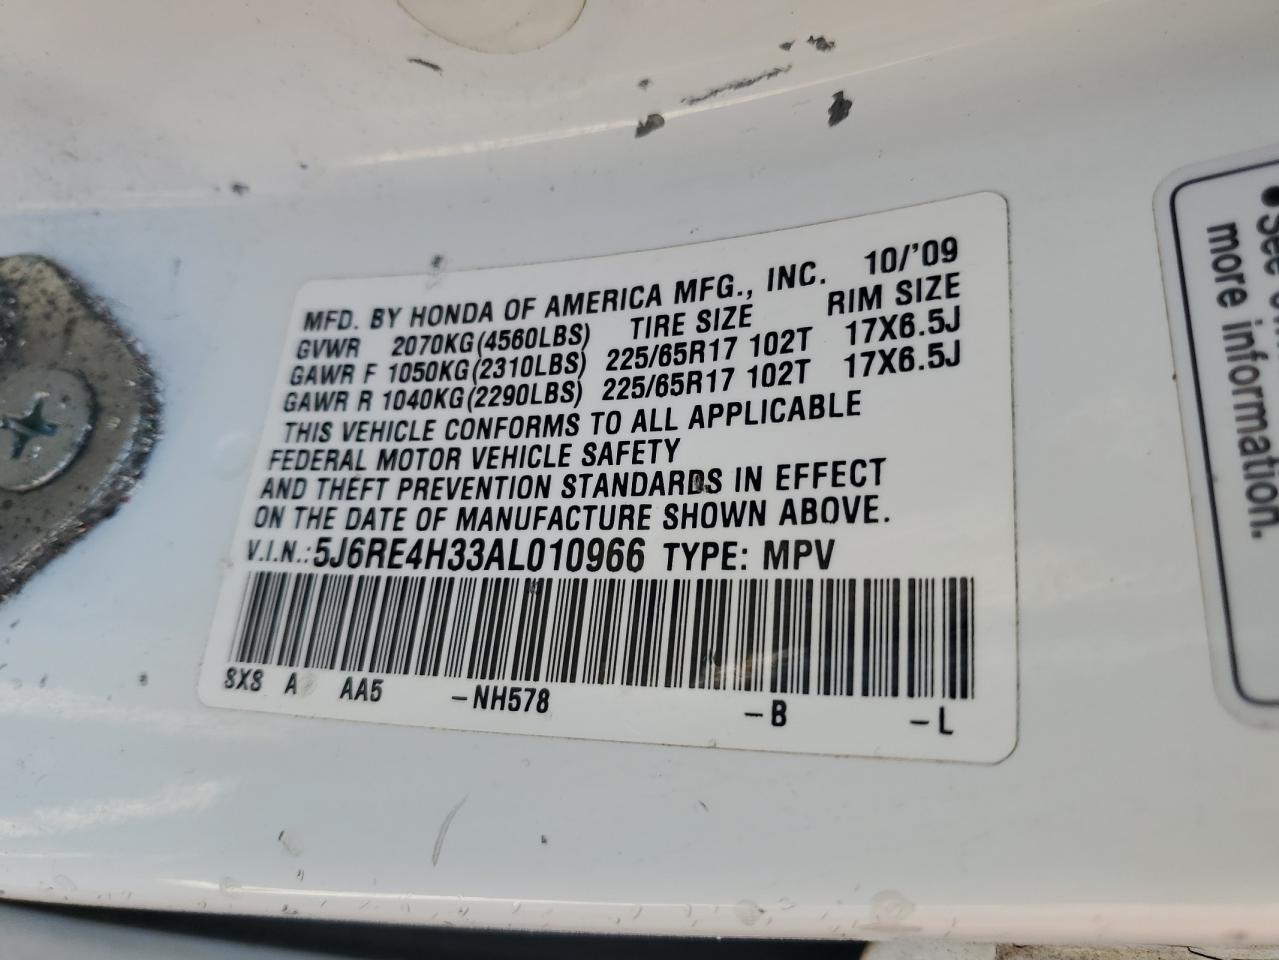 MFD. BY HONDA OF AMERICA MFG., INC. 10/'09
GVWR 2070KG(4560LBS) TIRE SIZE RIM SIZE
GAWR F 1050KG(2310LBS) 225/65R17 102T 17X6.5J
GAWR R 1040KG(2290LBS) 225/65R17 102T 17X6.5J
THIS VEHICLE CONFORMS TO ALL APPLICABLE
FEDERAL MOTOR VEHICLE SAFETY
AND THEFT PREVENTION STANDARDS IN EFFECT
ON THE DATE OF MANUFACTURE SHOWN ABOVE.
V.I.N.: 5J6RE4H33AL010966 TYPE: MPV
A AA5 -NH578 -B -L
• See
more information.